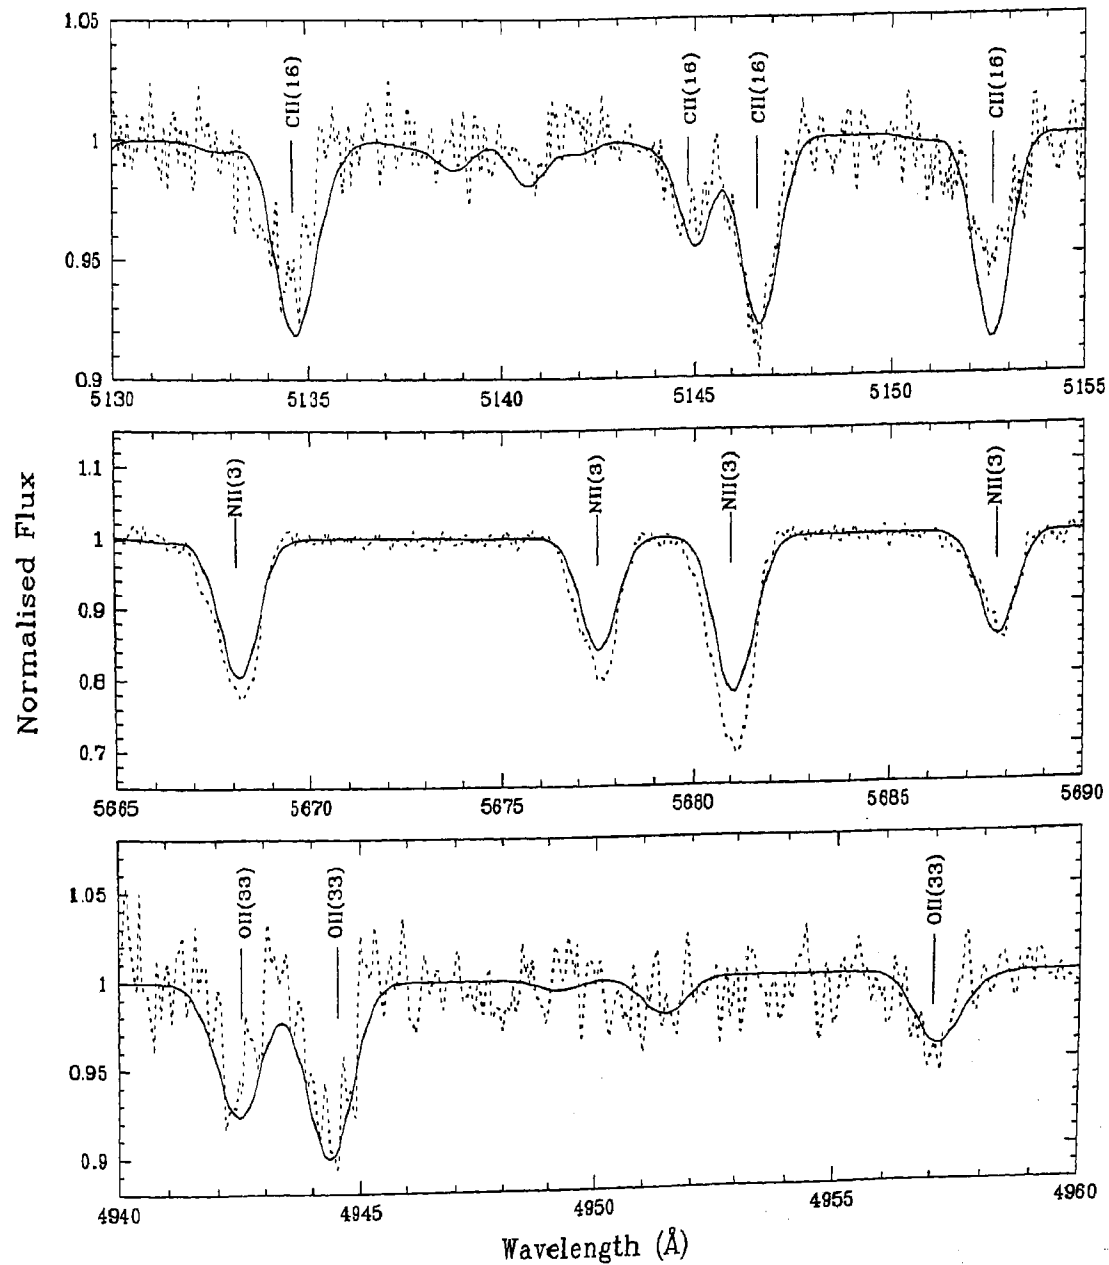 1.05
1
0.95
0.9
CII(16)
CII(16)
CII(16)
CII(16)
5130
5135
5140
5145
5150
5155
1.1
1
0.9
0.8
0.7
NII(3)
NII(3)
NII(3)
NII(3)
5665
5670
5675
5680
5685
5690
Normalised Flux
1.05
1
0.95
0.9
OII(33)
OII(33)
OII(33)
4940
4945
4950
4955
4960
Wavelength (Å)